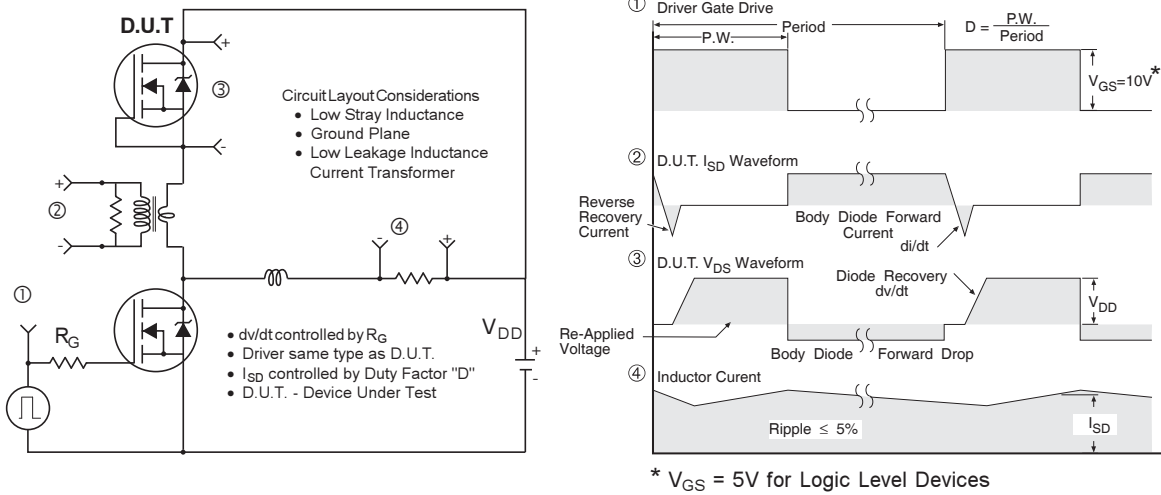 D.U.T
+
③
-
Circuit Layout Considerations
• Low Stray Inductance
• Ground Plane
• Low Leakage Inductance
Current Transformer
+
②
-
-
④
+
①
R_G
V_DD
+
-
• dv/dt controlled by R_G
• Driver same type as D.U.T.
• I_SD controlled by Duty Factor "D"
• D.U.T. - Device Under Test
① Driver Gate Drive
P.W.
Period
D = P.W. / Period
V_GS=10V *
② D.U.T. I_SD Waveform
Reverse
Recovery
Current
Body Diode Forward
Current
di/dt
③ D.U.T. V_DS Waveform
Diode Recovery
dv/dt
V_DD
Re-Applied
Voltage
Body Diode Forward Drop
④ Inductor Curent
Ripple ≤ 5%
I_SD
* V_GS = 5V for Logic Level Devices